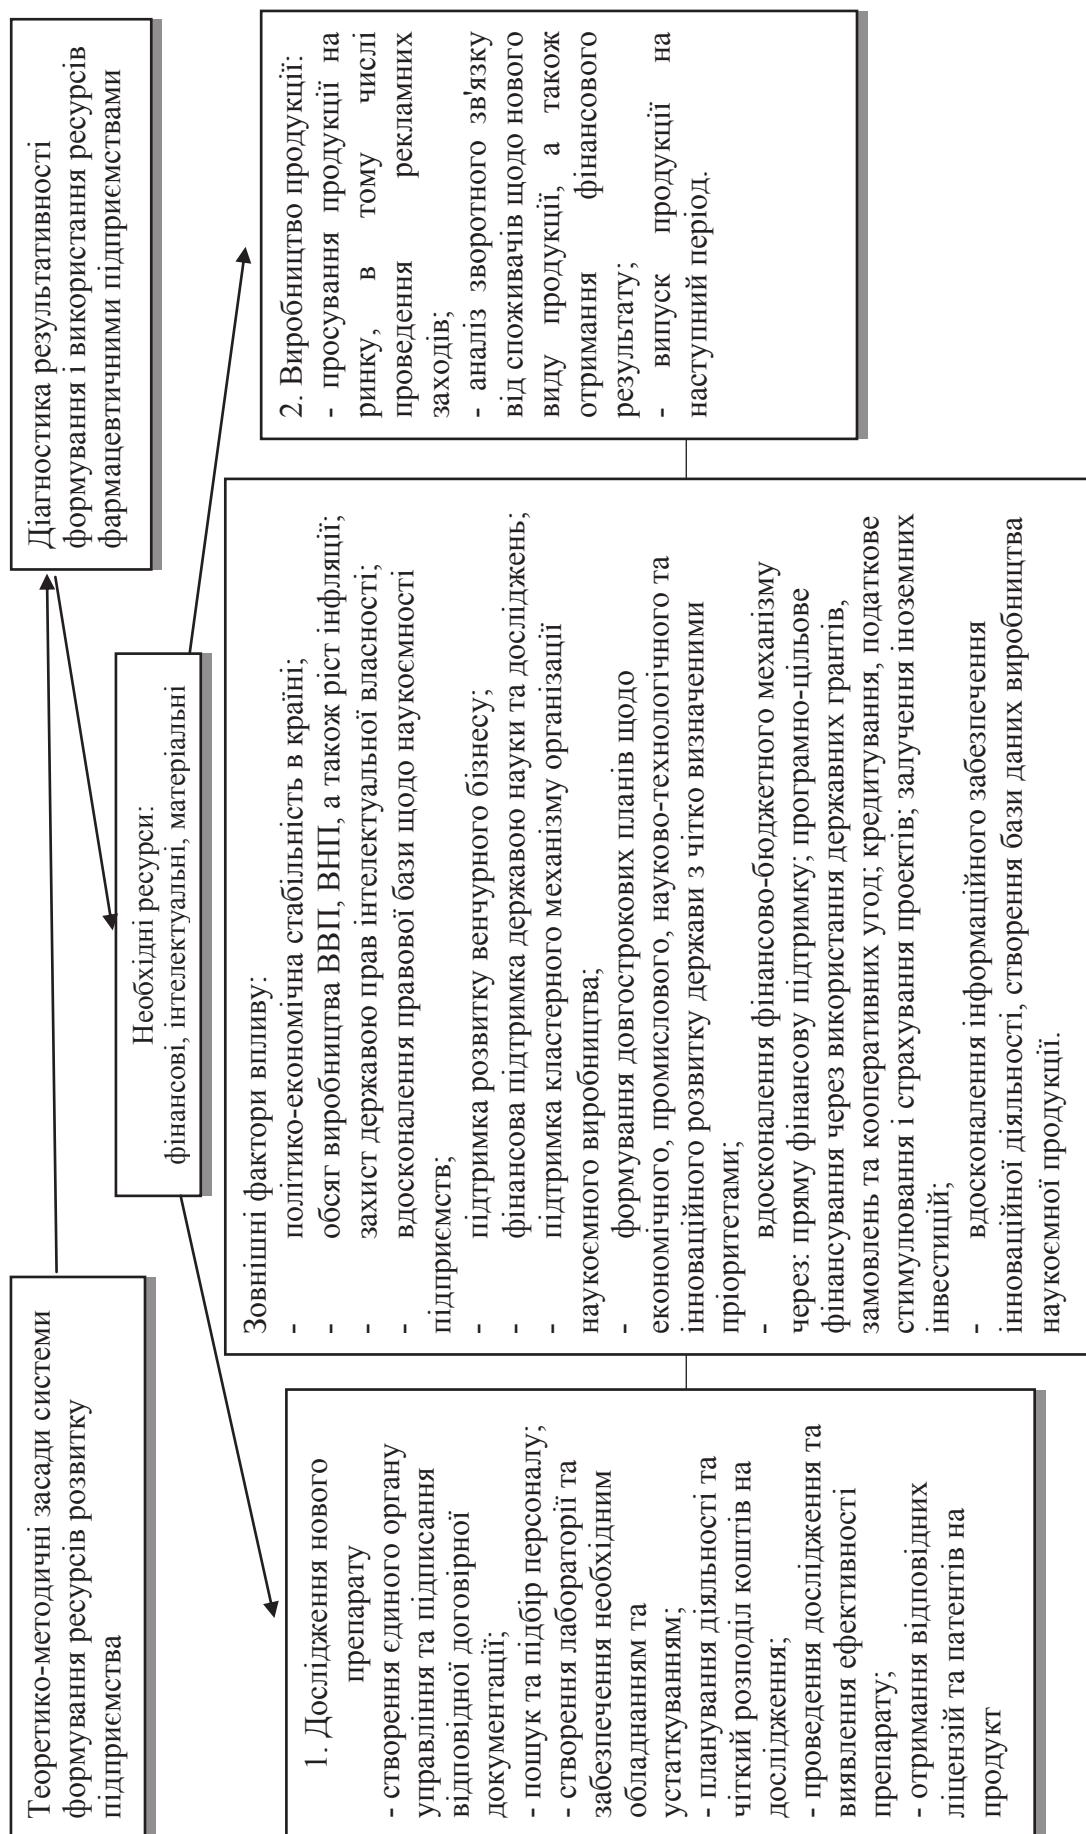 Теоретико-методичні засади системи
формування ресурсів розвитку
підприємства
Діагностика результативності
формування і використання ресурсів
фармацевтичними підприємствами
Необхідні ресурси:
фінансові, інтелектуальні, матеріальні
1. Дослідження нового
препарату
- створення єдиного органу
управління та підписання
відповідної договірної
документації;
- пошук та підбір персоналу;
- створення лабораторії та
забезпечення необхідним
обладнанням та
устаткуванням;
- планування діяльності та
чіткий розподіл коштів на
дослідження;
- проведення дослідження та
виявлення ефективності
препарату;
- отримання відповідних
ліцензій та патентів на
продукт
Зовнішні фактори впливу:
- політико-економічна стабільність в країні;
- обсяг виробництва ВВП, ВНП, а також ріст інфляції;
- захист державою прав інтелектуальної власності;
- вдосконалення правової бази щодо наукоємності
підприємств;
- підтримка розвитку венчурного бізнесу;
- фінансова підтримка державою науки та досліджень;
- підтримка кластерного механізму організації
наукоємного виробництва;
- формування довгострокових планів щодо
економічного, промислового, науково-технологічного та
інноваційного розвитку держави з чітко визначеними
пріоритетами;
- вдосконалення фінансово-бюджетного механізму
через: пряму фінансову підтримку; програмно-цільове
фінансування через використання державних грантів,
замовлень та кооперативних угод; кредитування, податкове
стимулювання і страхування проектів; залучення іноземних
інвестицій;
- вдосконалення інформаційного забезпечення
інноваційної діяльності, створення бази даних виробництва
наукоємної продукції.
2. Виробництво продукції:
- просування продукції на
ринку, в тому числі
проведення рекламних
заходів;
- аналіз зворотного зв'язку
від споживачів щодо нового
виду продукції, а також
отримання фінансового
результату;
- випуск продукції на
наступний період.